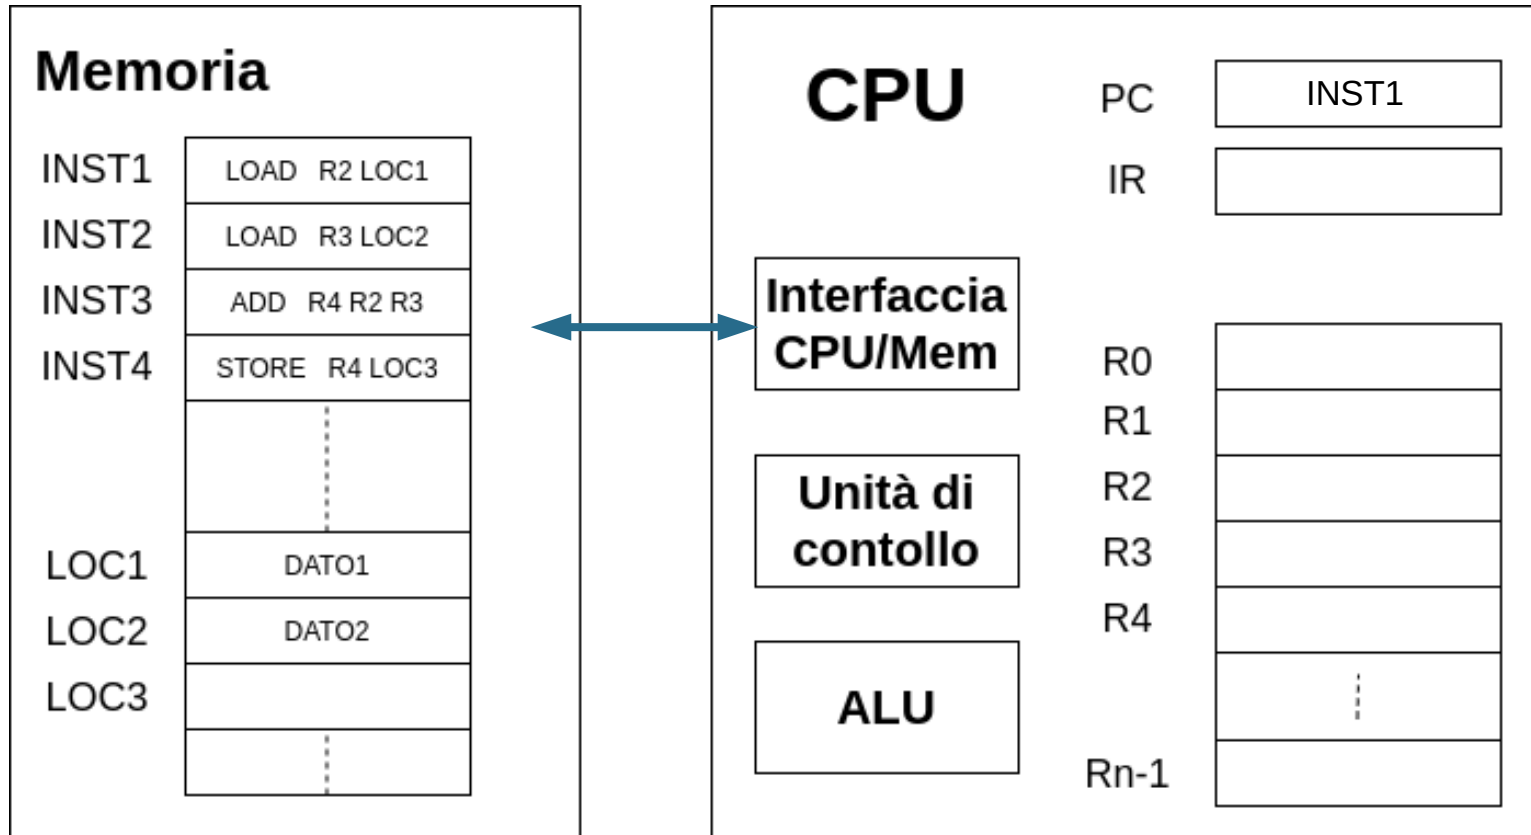 Memoria
INST1 LOAD R2 LOC1
INST2 LOAD R3 LOC2
INST3 ADD R4 R2 R3
INST4 STORE R4 LOC3
LOC1 DATO1
LOC2 DATO2
LOC3
CPU
PC INST1
IR
Interfaccia
CPU/Mem
Unità di
contollo
ALU
R0
R1
R2
R3
R4
Rn-1